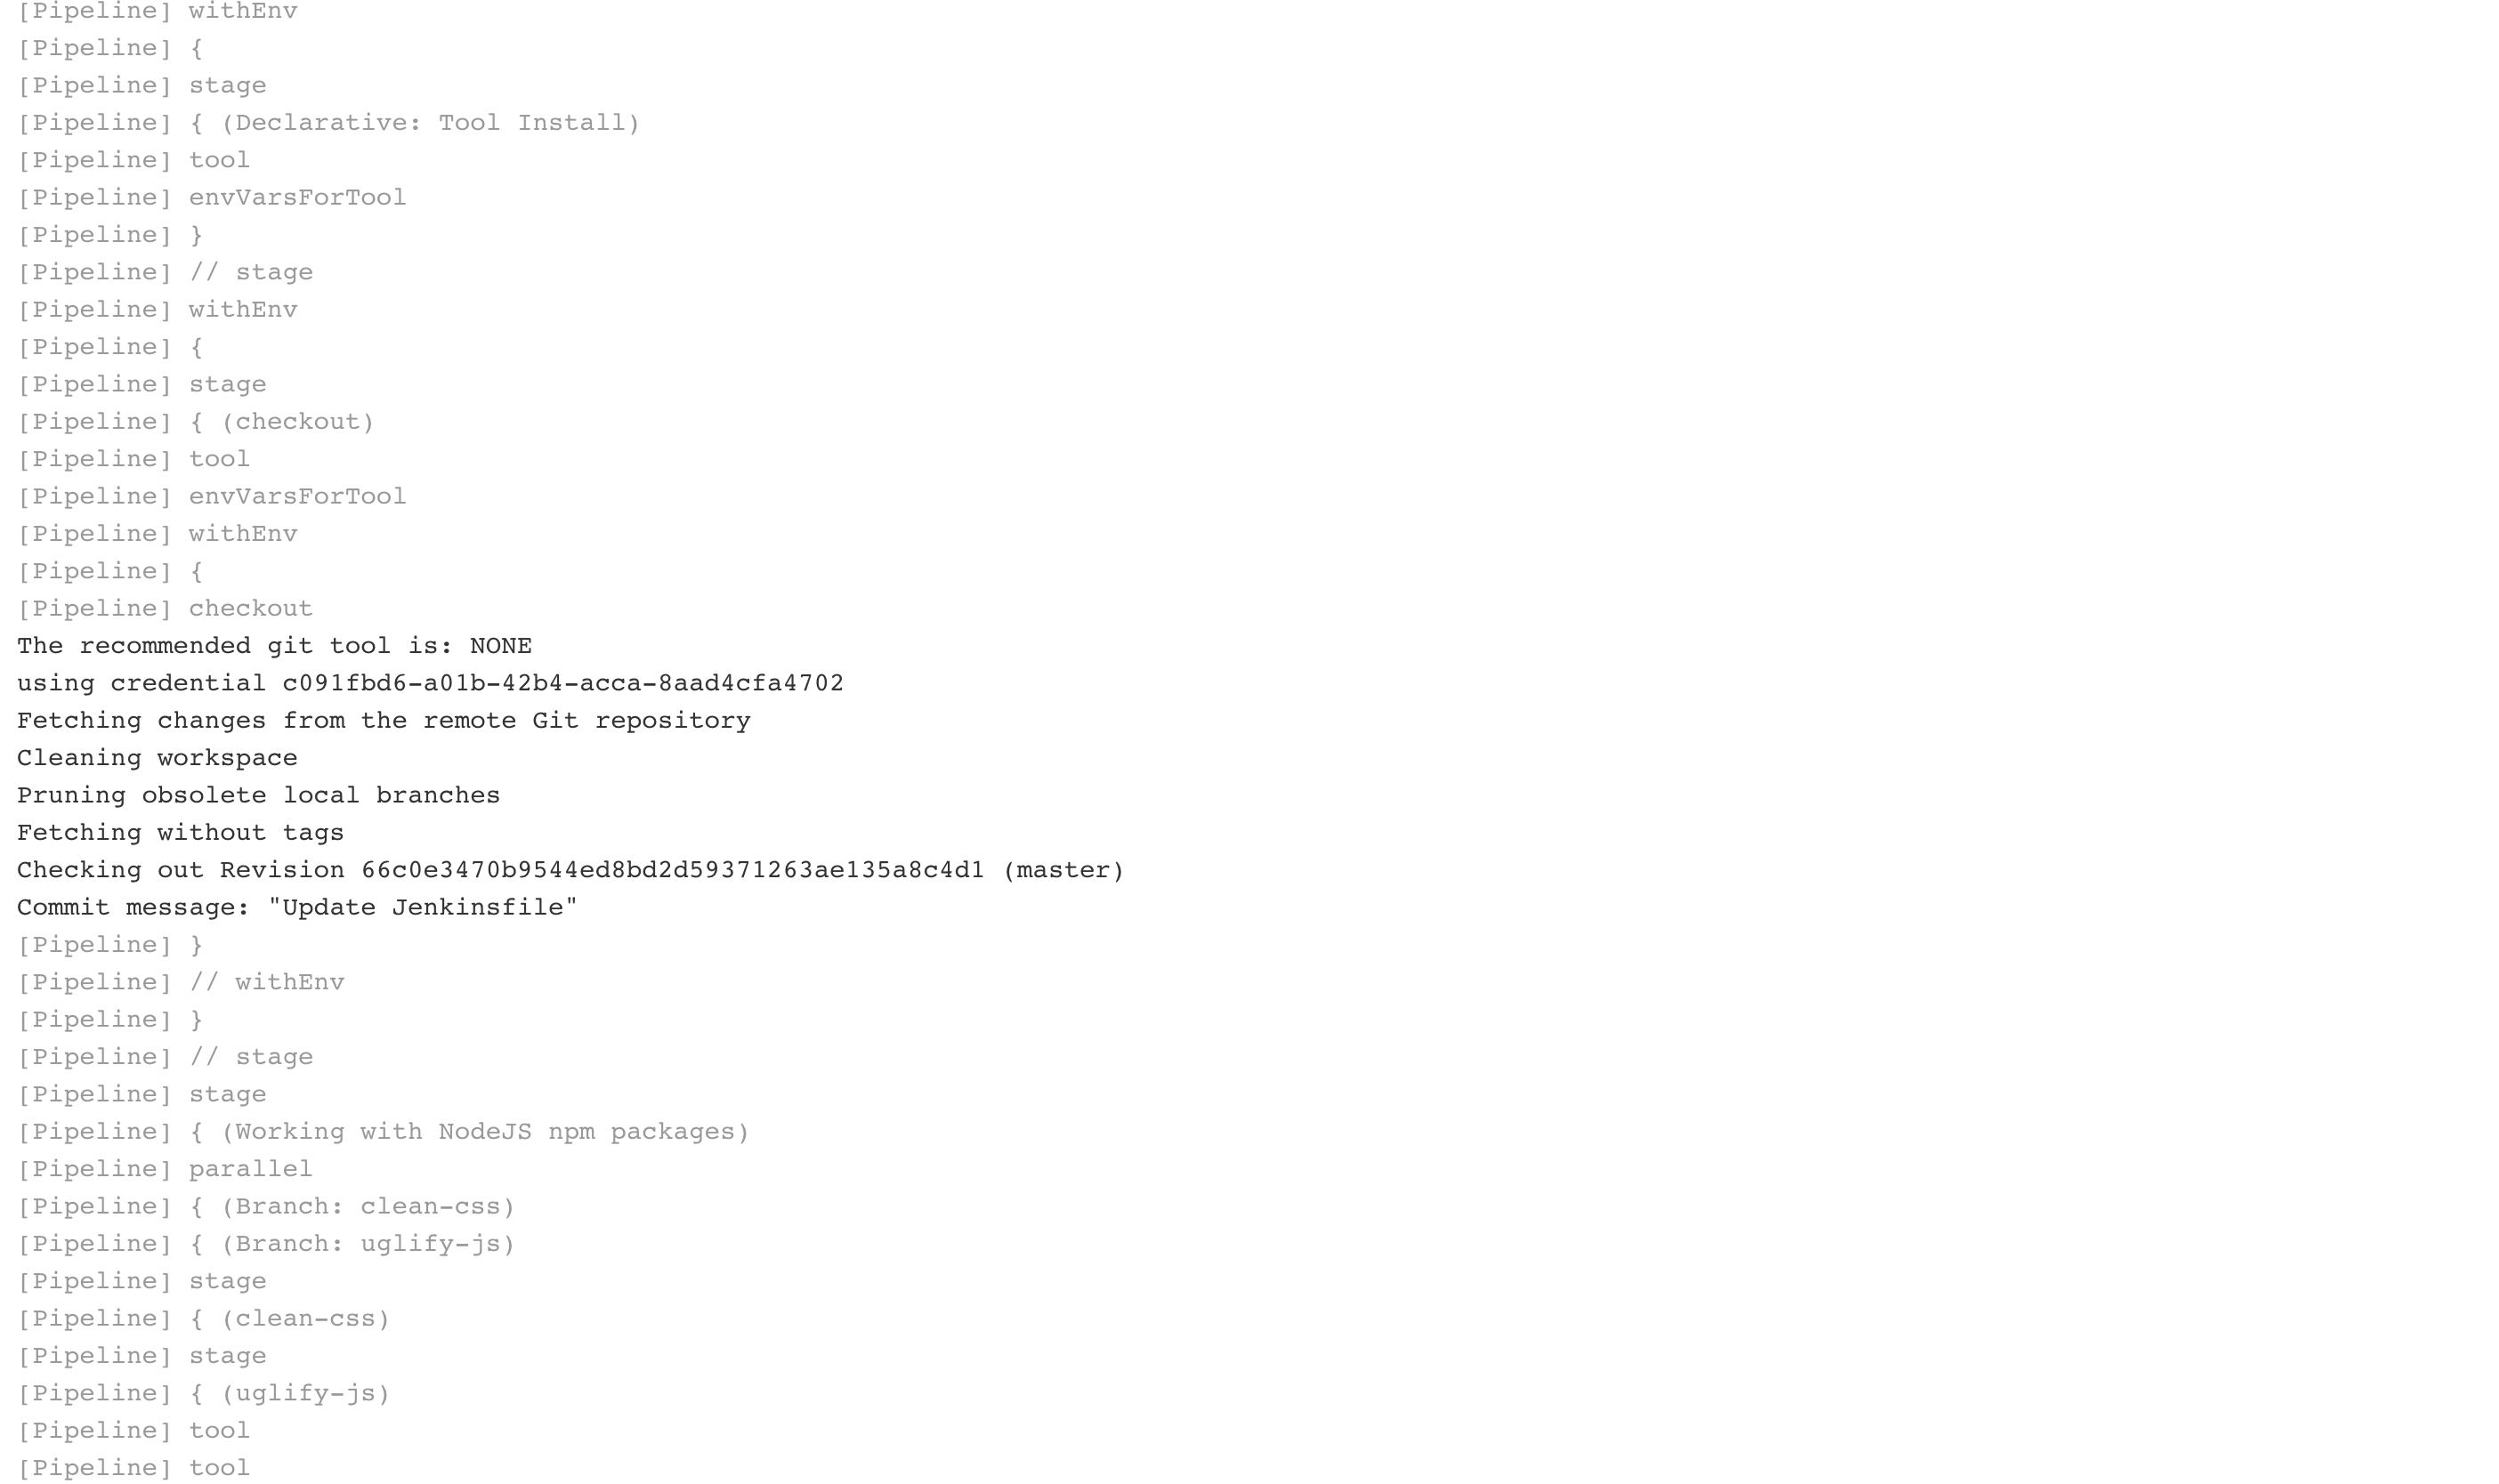 [Pipeline] withEnv
[Pipeline] {
[Pipeline] stage
[Pipeline] { (Declarative: Tool Install)
[Pipeline] tool
[Pipeline] envVarsForTool
[Pipeline] }
[Pipeline] // stage
[Pipeline] withEnv
[Pipeline] {
[Pipeline] stage
[Pipeline] { (checkout)
[Pipeline] tool
[Pipeline] envVarsForTool
[Pipeline] withEnv
[Pipeline] {
[Pipeline] checkout
The recommended git tool is: NONE
using credential c091fbd6-a01b-42b4-acca-8aad4cfa4702
Fetching changes from the remote Git repository
Cleaning workspace
Pruning obsolete local branches
Fetching without tags
Checking out Revision 66c0e3470b9544ed8bd2d59371263ae135a8c4d1 (master)
Commit message: "Update Jenkinsfile"
[Pipeline] }
[Pipeline] // withEnv
[Pipeline] }
[Pipeline] // stage
[Pipeline] stage
[Pipeline] { (Working with NodeJS npm packages)
[Pipeline] parallel
[Pipeline] { (Branch: clean-css)
[Pipeline] { (Branch: uglify-js)
[Pipeline] stage
[Pipeline] { (clean-css)
[Pipeline] stage
[Pipeline] { (uglify-js)
[Pipeline] tool
[Pipeline] tool